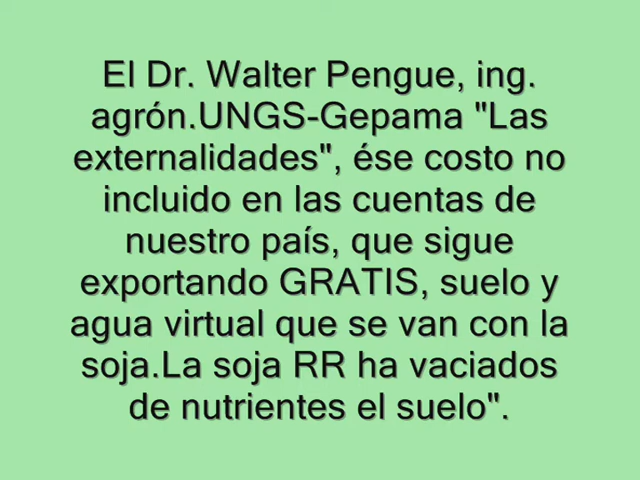 El Dr. Walter Pengue, ing.
agrón.UNGS-Gepama "Las
externalidades", ése costo no
incluido en las cuentas de
nuestro país, que sigue
exportando GRATIS, suelo y
agua virtual que se van con la
soja.La soja RR ha vaciados
de nutrientes el suelo".